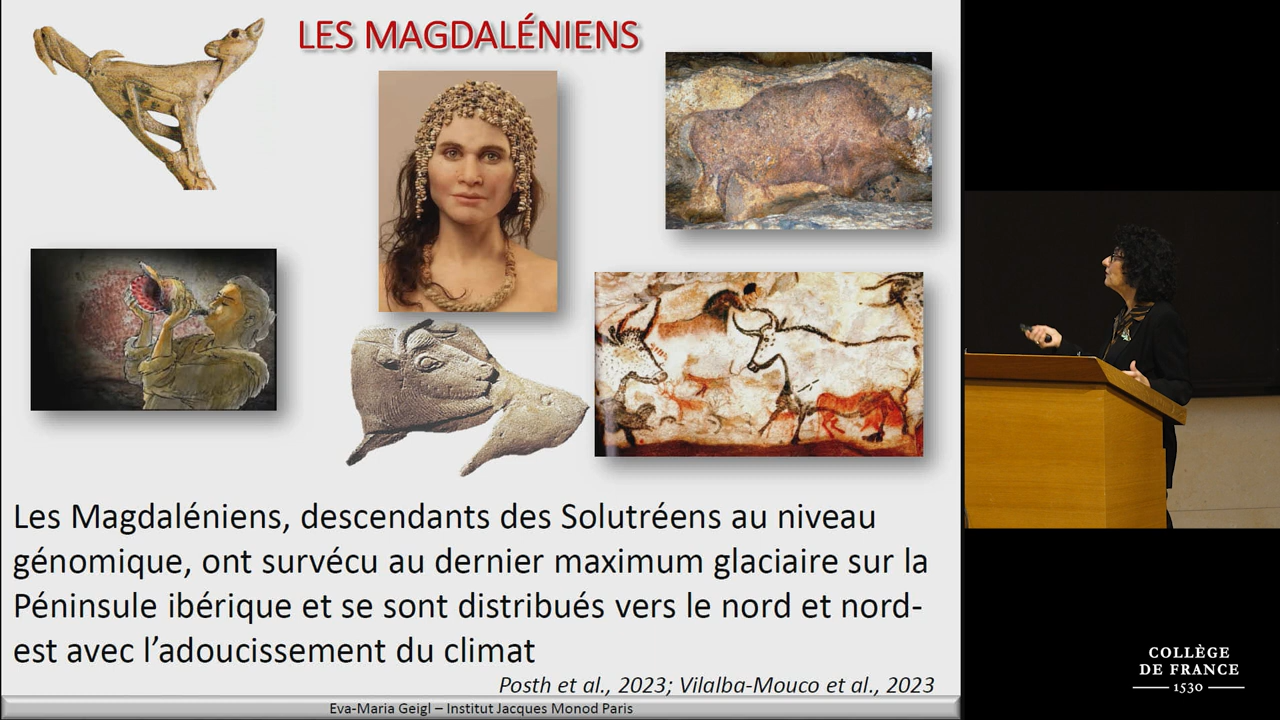 LES MAGDALÉNIENS
Les Magdaléniens, descendants des Solutréens au niveau
génomique, ont survécu au dernier maximum glaciaire sur la
Péninsule ibérique et se sont distribués vers le nord et nord-
est avec l’adoucissement du climat
Posth et al., 2023; Vilalba-Mouco et al., 2023
Eva-Maria Geigl – Institut Jacques Monod Paris
COLLÈGE
DE FRANCE
1530